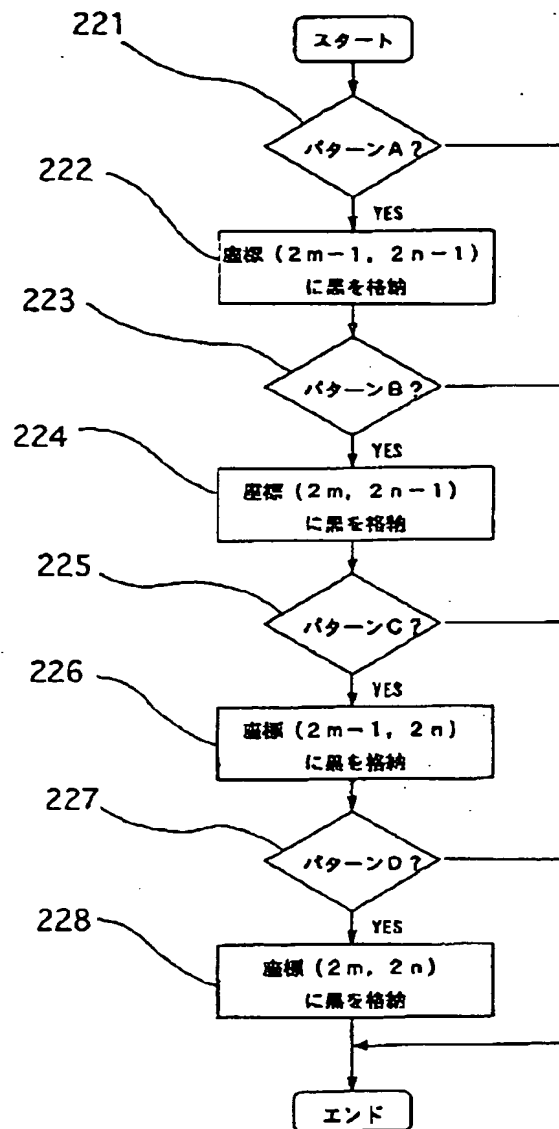 221
スタート
パターンA?
222
YES
座標(2m-1, 2n-1)
に黒を格納
223
パターンB?
224
YES
座標(2m, 2n-1)
に黒を格納
225
パターンC?
226
YES
座標(2m-1, 2n)
に黒を格納
227
パターンD?
228
YES
座標(2m, 2n)
に黒を格納
エンド